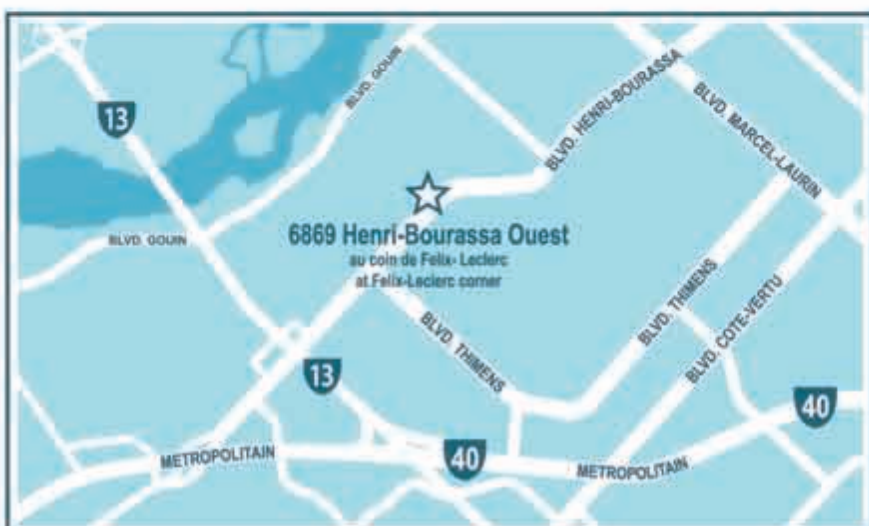 13
BLVD. GOUIN
BLVD. HENRI-BOURASSA
BLVD. MARCEL-LAURIN
6869 Henri-Bourassa Ouest
au coin de Felix- Leclerc
at Felix-Leclerc corner
BLVD. GOUIN
BLVD. THIMENS
BLVD. THIMENS
BLVD. COTE-VERTU
13
40
METROPOLITAIN
40
METROPOLITAIN